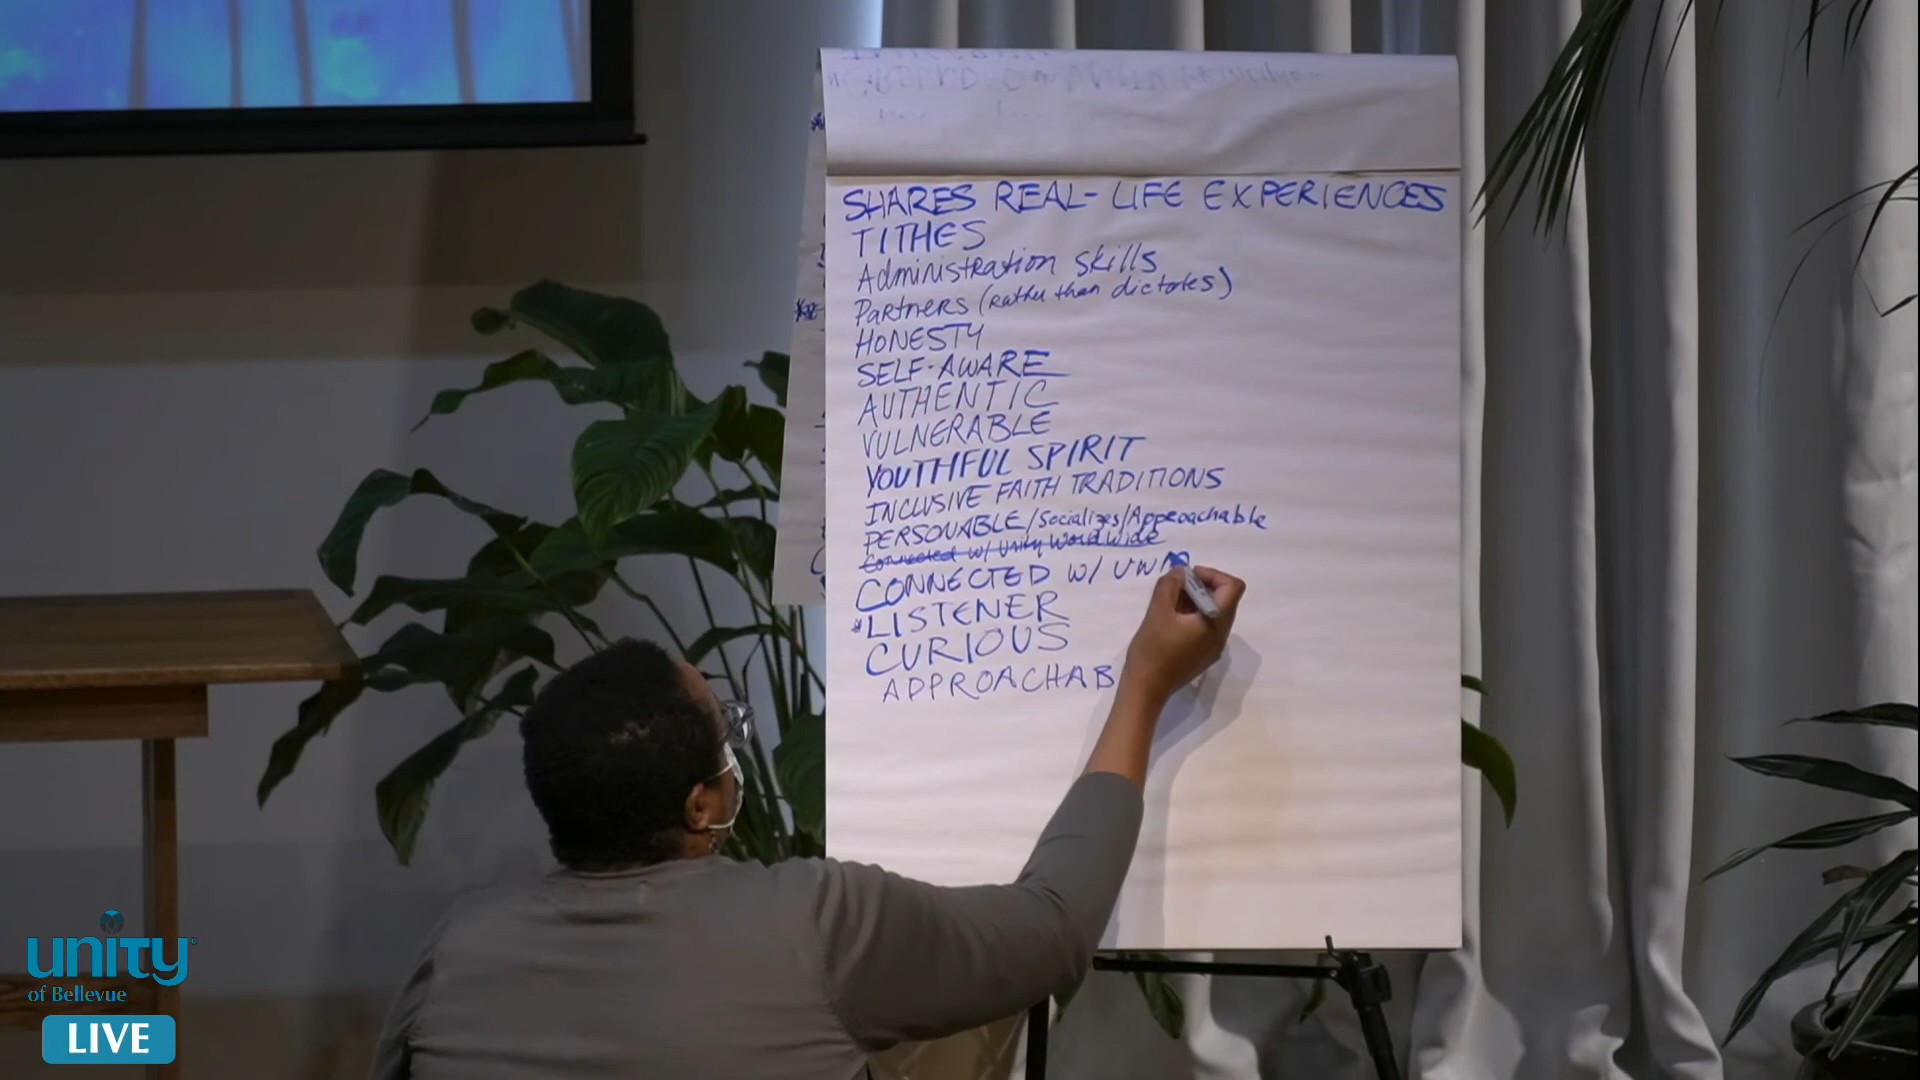 SHARES REAL-LIFE EXPERIENCES
TITHES
Administration skills
Partners (rather than dictates)
HONESTY
SELF-AWARE
AUTHENTIC
VULNERABLE
YOUTHFUL SPIRIT
INCLUSIVE FAITH TRADITIONS
PERSONABLE/Socializes/Approachable
Connected w/ Unity Worldwide
CONNECTED w/ UWM
*LISTENER
CURIOUS
APPROACHAB
unity
of Bellevue
LIVE